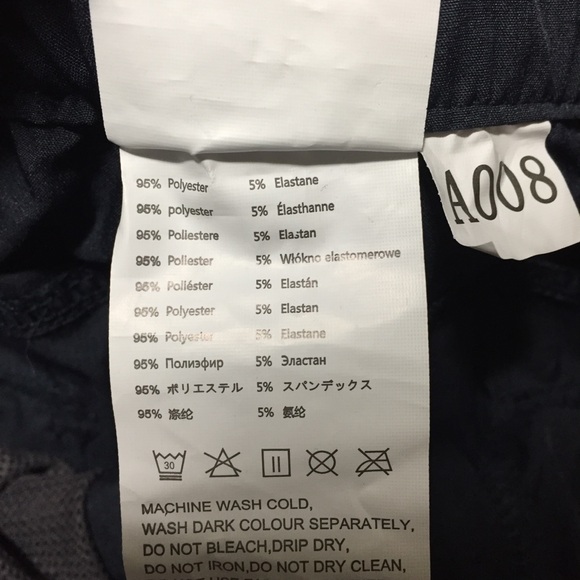 95% Polyester 5% Elastane
95% polyester 5% Élasthanne
95% Poliestere 5% Elastan
95% Poliester 5% Włókno elastomerowe
95% Poliéster 5% Elastán
95% Polyester 5% Elastan
95% Polyester 5% Elastane
95% Полиэфир 5% Эластан
95% ポリエステル 5% スパンデックス
95% 涤纶 5% 氨纶
30
MACHINE WASH COLD,
WASH DARK COLOUR SEPARATELY,
DO NOT BLEACH,DRIP DRY,
DO NOT IRON,DO NOT DRY CLEAN,
A008